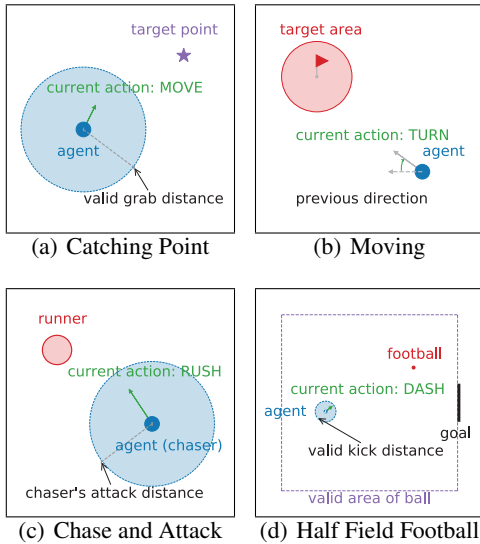 target point
current action: MOVE
agent
valid grab distance
(a) Catching Point
target area
current action: TURN
agent
previous direction
(b) Moving
runner
current action: RUSH
agent (chaser)
chaser's attack distance
(c) Chase and Attack
football
current action: DASH
agent
goal
valid kick distance
valid area of ball
(d) Half Field Football